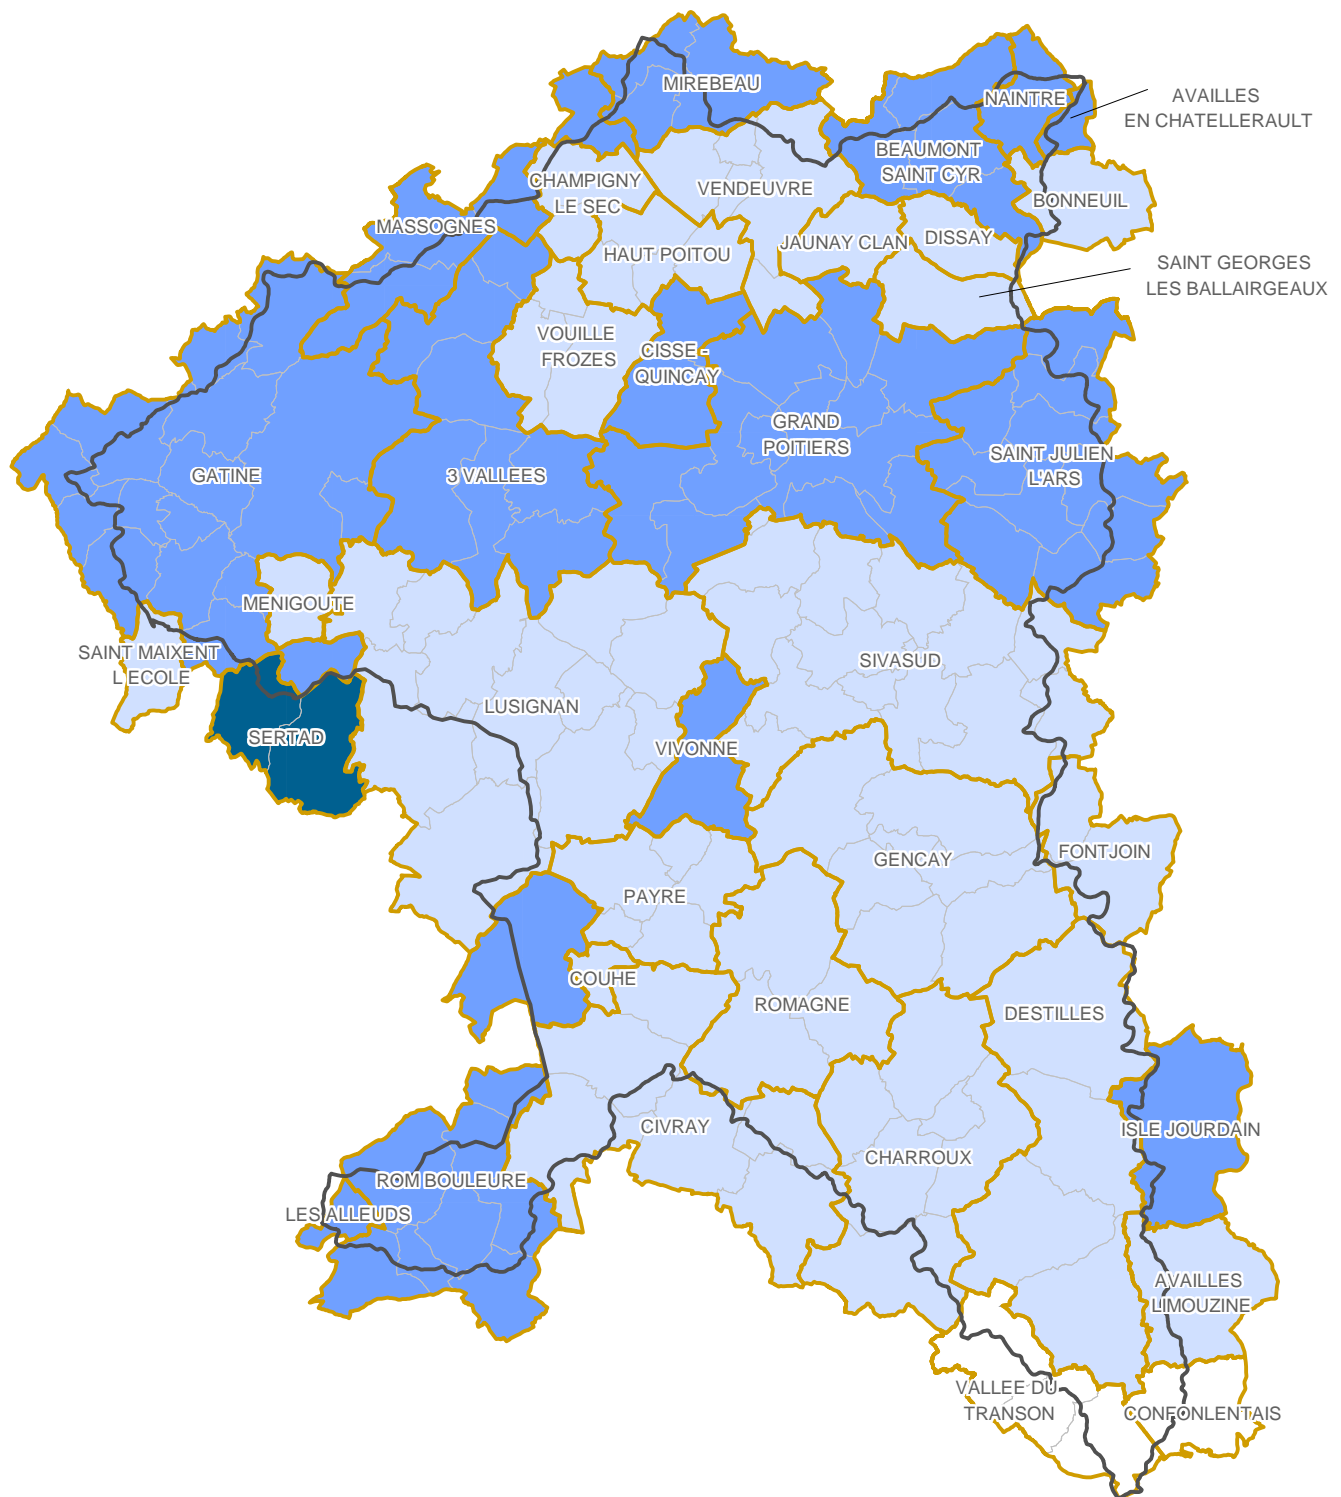 MIREBEAU
NAINTRE
AVAILLES
EN CHATELLERAULT
BEAUMONT
SAINT CYR
CHAMPIGNY
LE SEC
VENDEUVRE
BONNEUIL
MASSOGNES
HAUT POITOU
JAUNAY CLAN
DISSAY
SAINT GEORGES
LES BALLAIRGEAUX
VOUILLE
FROZES
CISSE -
QUINCAY
GRAND
POITIERS
SAINT JULIEN
L'ARS
GATINE
3 VALLEES
MENIGOUTE
SAINT MAIXENT
L ECOLE
SIVASUD
LUSIGNAN
SERTAD
VIVONNE
GENCAY
FONTJOIN
PAYRE
COUHE
ROMAGNE
DESTILLES
CIVRAY
ISLE JOURDAIN
CHARROUX
ROM BOULEURE
LES ALLEUDS
AVAILLES
LIMOUZINE
VALLEE DU
TRANSON
CONFONLENTAIS